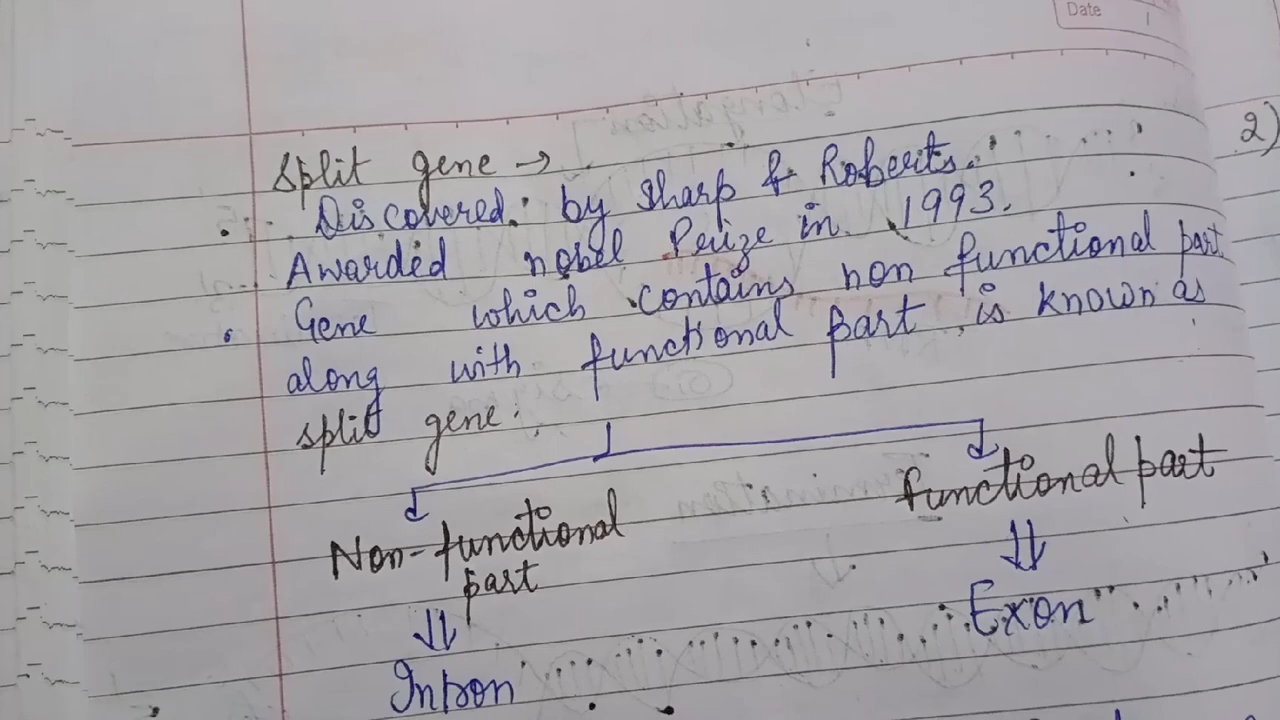 Date
2)
Split gene →
• Discovered by Sharp & Roberts.
Awarded nobel Prize in 1993.
• Gene which contains non functional part
along with functional part is known as
split gene.
Non-functional part
functional part
Intron
Exon